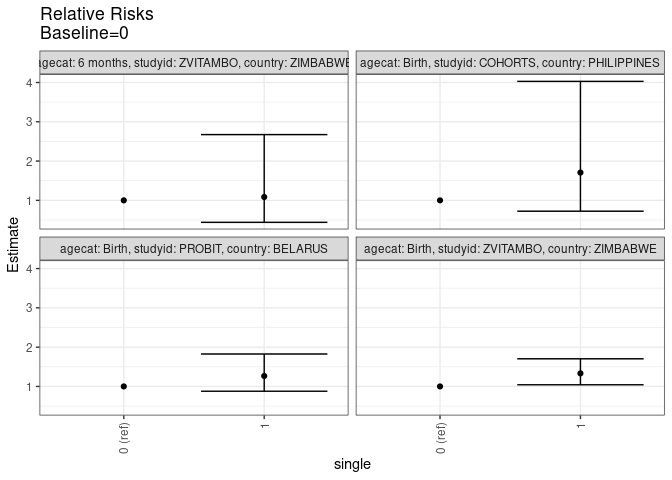 Relative Risks
Baseline=0
agecat: 6 months, studyid: ZVITAMBO, country: ZIMBABWE
agecat: Birth, studyid: COHORTS, country: PHILIPPINES
4
3
2
1
agecat: Birth, studyid: PROBIT, country: BELARUS
agecat: Birth, studyid: ZVITAMBO, country: ZIMBABWE
4
3
2
1
Estimate
0 (ref)
1
0 (ref)
1
single